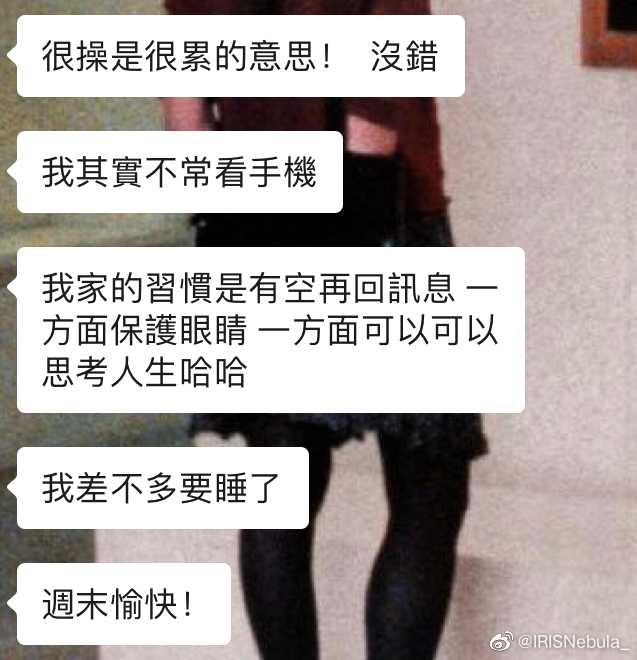 很操是很累的意思！ 沒錯
我其實不常看手機
我家的習慣是有空再回訊息 一
方面保護眼睛 一方面可以可以
思考人生哈哈
我差不多要睡了
週末愉快！
@IRISNebula_